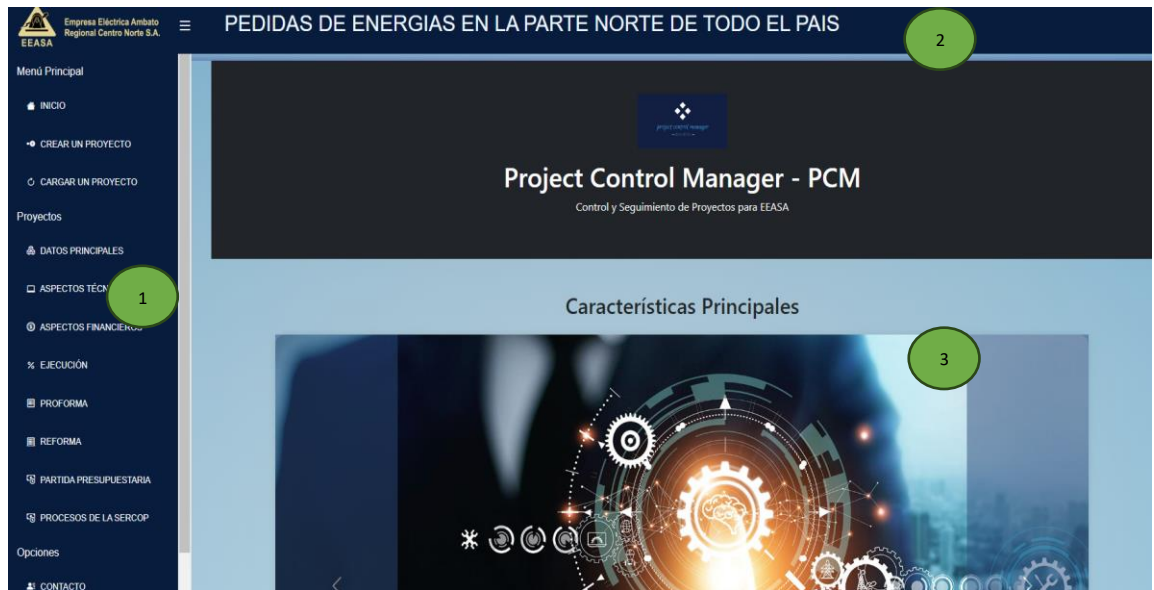 EEASA
Empresa Eléctrica Ambato
Regional Centro Norte S.A.
PEDIDAS DE ENERGIAS EN LA PARTE NORTE DE TODO EL PAIS
2
Menú Principal
INICIO
CREAR UN PROYECTO
CARGAR UN PROYECTO
Proyectos
DATOS PRINCIPALES
ASPECTOS
1
ASPECTOS FINANCIEROS
% EJECUCIÓN
PROFORMA
REFORMA
PARTIDA PRESUPUESTARIA
PROCESOS DE LA SERCOP
Opciones
CONTACTO
project control manager
Project Control Manager - PCM
Control y Seguimiento de Proyectos para EEASA
Características Principales
3